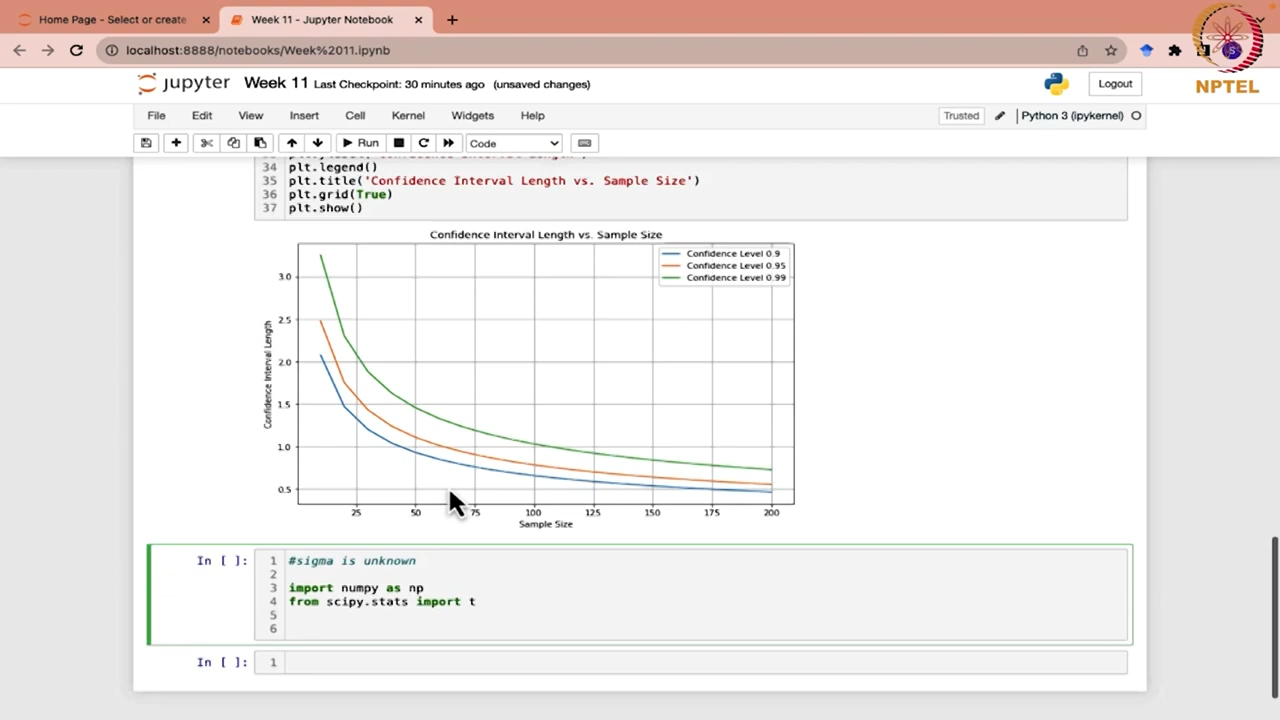 Home Page - Select or create
Week 11 - Jupyter Notebook
localhost:8888/notebooks/Week%2011.ipynb
NPTEL
jupyter Week 11 Last Checkpoint: 30 minutes ago (unsaved changes)
Logout
File Edit View Insert Cell Kernel Widgets Help
Trusted
Python 3 (ipykernel)
Run
Code
34 plt.legend()
35 plt.title('Confidence Interval Length vs. Sample Size')
36 plt.grid(True)
37 plt.show()
Confidence Interval Length vs. Sample Size
Confidence Level 0.9
Confidence Level 0.95
Confidence Level 0.99
3.0
2.5
2.0
1.5
1.0
0.5
Confidence Interval Length
25 50 75 100 125 150 175 200
Sample Size
In [ ]:
1 #sigma is unknown
2
3 import numpy as np
4 from scipy.stats import t
5
6
In [ ]:
1